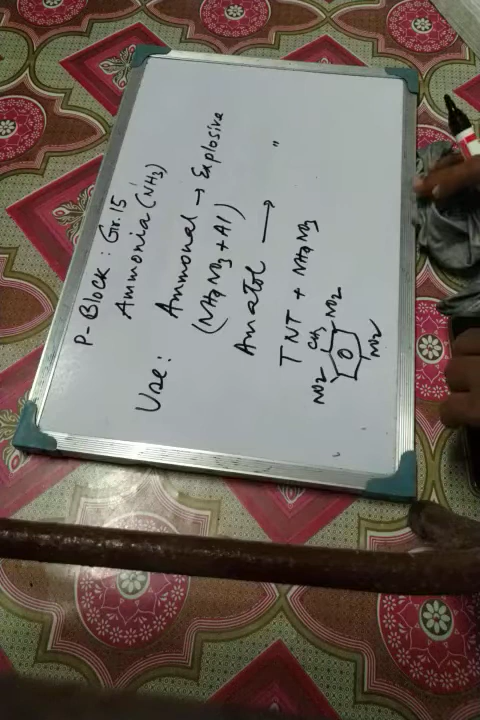 P-Block : Gr. 15
Ammonia (NH3)
Use : Ammonal → Explosive
(NH4NO3 + Al)
Amatol → "
TNT + NH4NO3
CH3
NO2 NO2
NO2